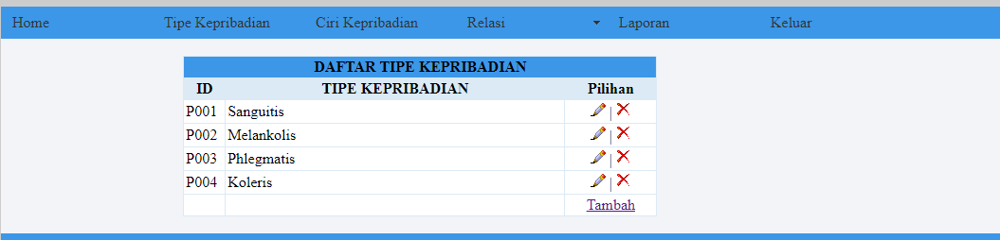 Home Tipe Kepribadian Ciri Kepribadian Relasi Laporan Keluar
DAFTAR TIPE KEPRIBADIAN
ID TIPE KEPRIBADIAN Pilihan
P001 Sanguitis |
P002 Melankolis |
P003 Phlegmatis |
P004 Koleris |
Tambah